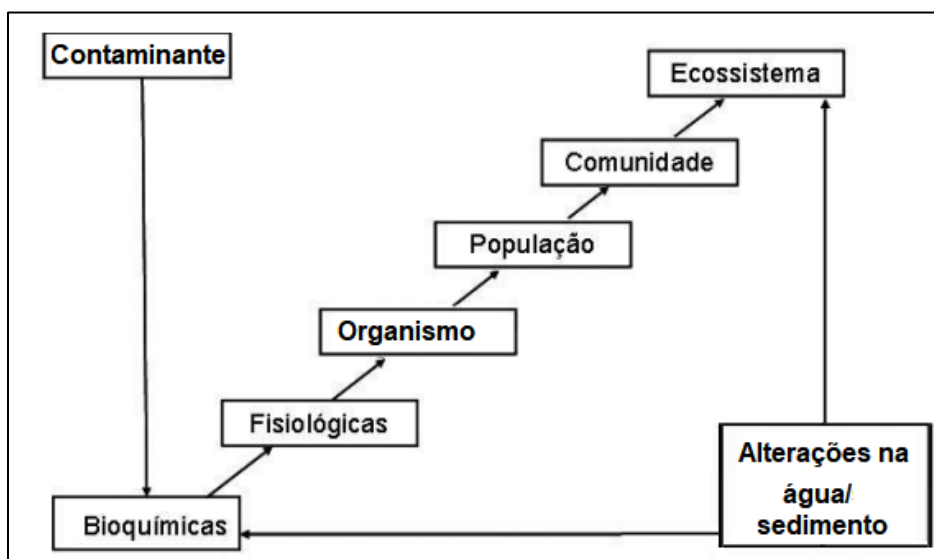 Contaminante
Ecossistema
Comunidade
População
Organismo
Fisiológicas
Alterações na
água/
sedimento
Bioquímicas